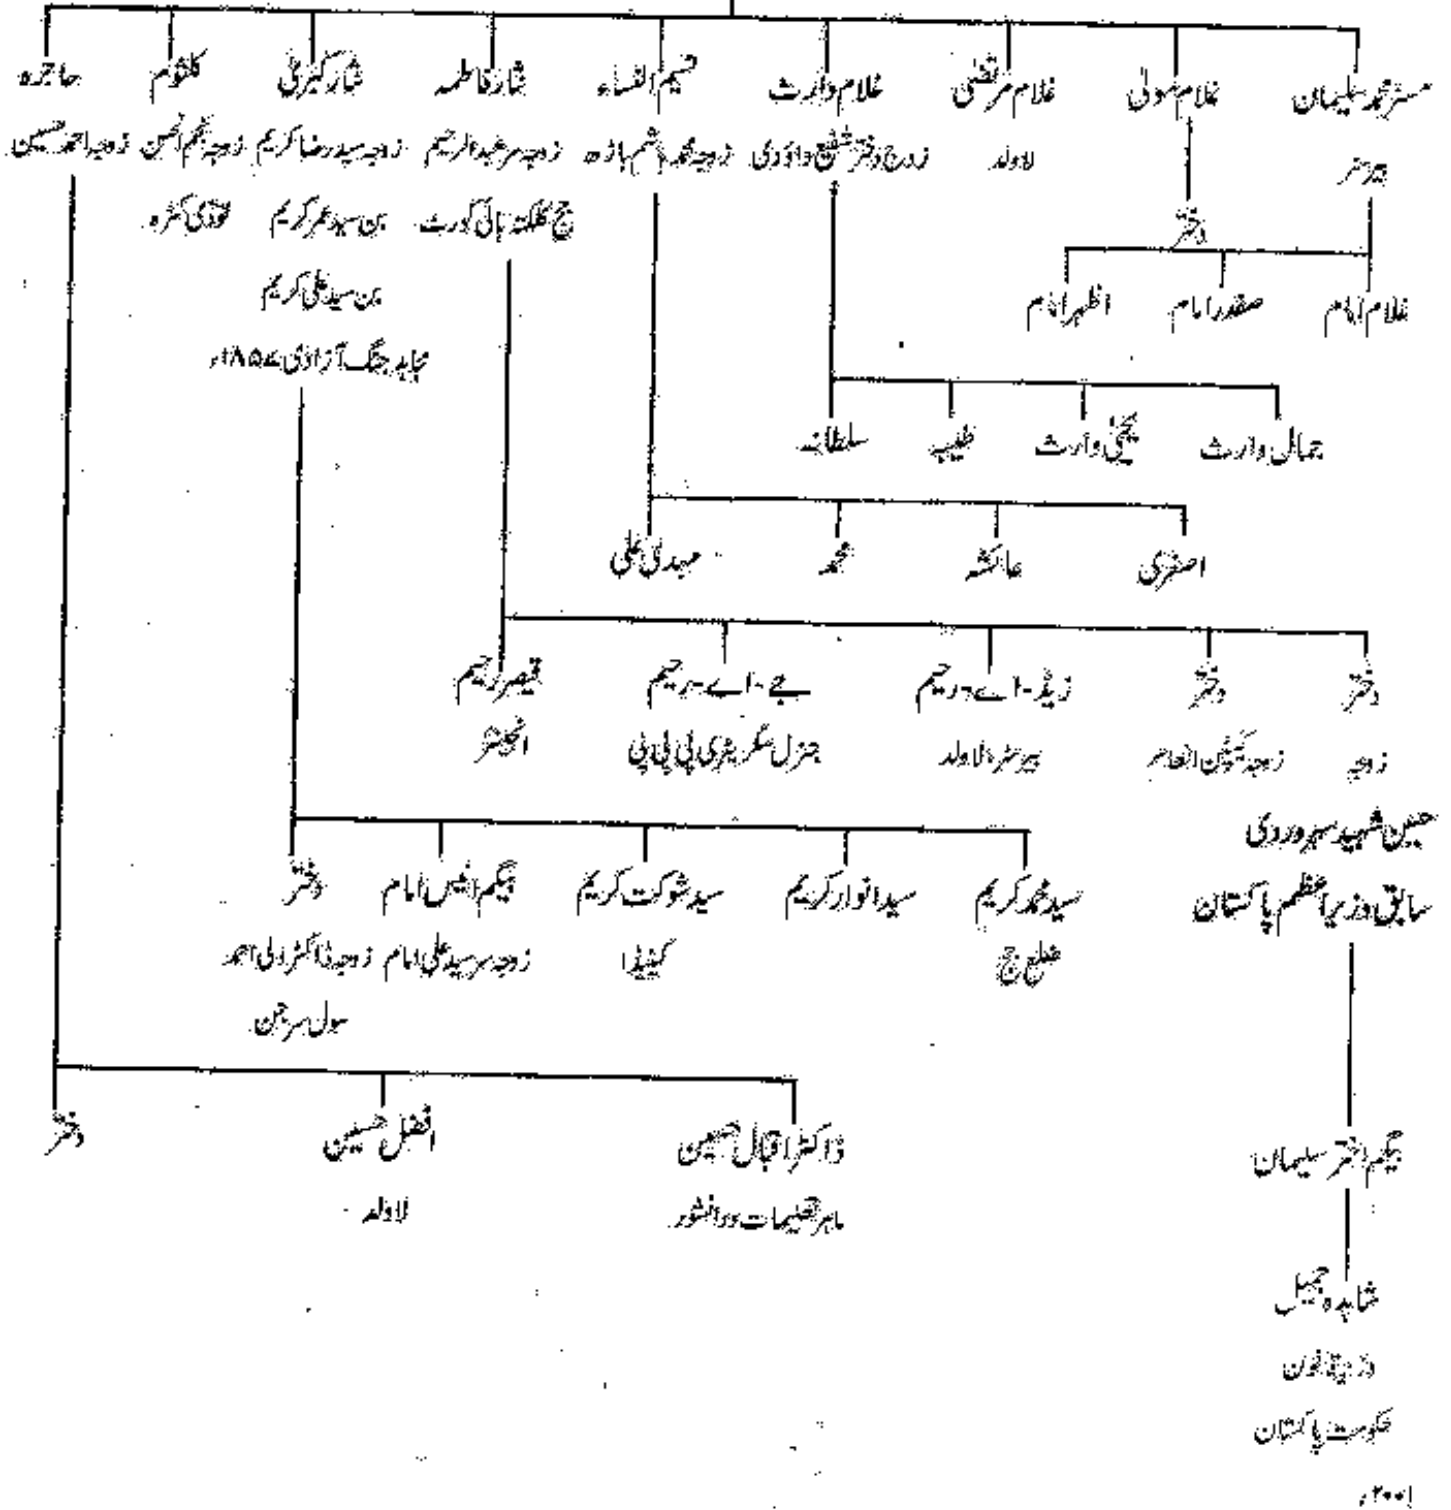 مسٹر محمد سلیمان
غلام مولیٰ
غلام مرتضیٰ
غلام وارث
نسیم النساء
نثار فاطمہ
نثار کبریٰ
کلثوم
حاجرہ
بیرسٹر
لاولد
زوج دختر شفیع داؤدی
زوجہ محمد ہاشم باڑہ
زوجہ سر عبدالرحیم
زوجہ سید رضا کریم
زوجہ نجم الحسن
زوجہ احمد حسین
دختر
جج کلکتہ ہائی کورٹ
بن سید عمر کریم
بن سید علی کریم
مجاہد جنگ آزادی ۱۸۵۷ء
غلام امام
صفدر امام
اظہر امام
جمال وارث
یحییٰ وارث
طیبہ
سلطانہ
اصغری
عائشہ
محمد
مہدی علی
دختر
دختر
زیڈ-اے-رحیم
جے-اے-رحیم
قیصر رحیم
زوجہ
زوجہ کیپٹن
بیرسٹر، لاولد
جنرل سکریٹری پی پی پی
انجینئر
حسین شہید سہروردی
سابق وزیر اعظم پاکستان
سید محمد کریم
سید انوار کریم
سید شوکت کریم
بیگم انیس امام
دختر
ضلع جج
کینیڈا
زوجہ سر سید علی امام
زوجہ ڈاکٹر ولی احمد
سول سرجن
بیگم اختر سلیمان
ڈاکٹر اقبال حسین
افضل حسین
دختر
ماہر تعلیمات و دانشور
لاولد
شاہدہ جمیل
وزیر قانون
حکومت پاکستان
۲۰۰۱ء